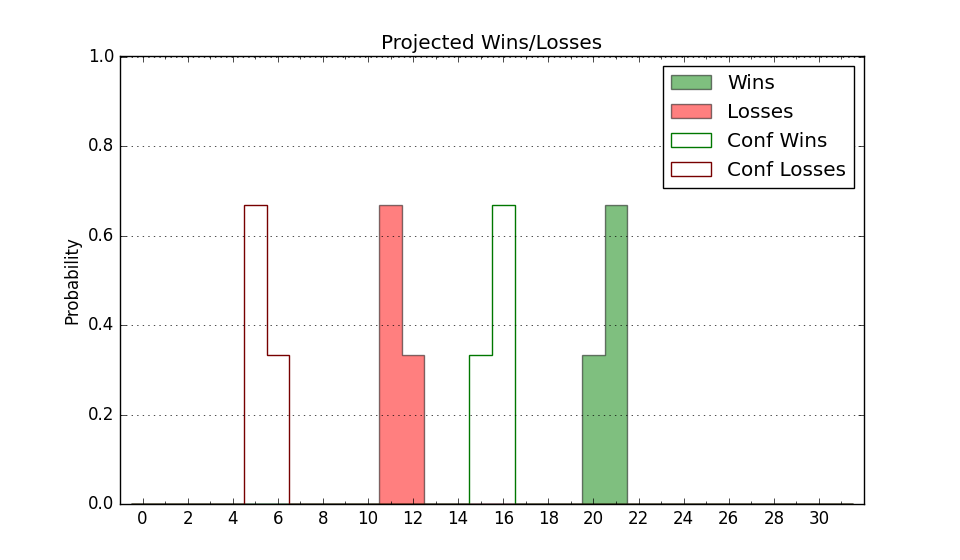 Projected Wins/Losses
1.0
0.8
0.6
0.4
0.2
0.0
Probability
Wins
Losses
Conf Wins
Conf Losses
0 2 4 6 8 10 12 14 16 18 20 22 24 26 28 30